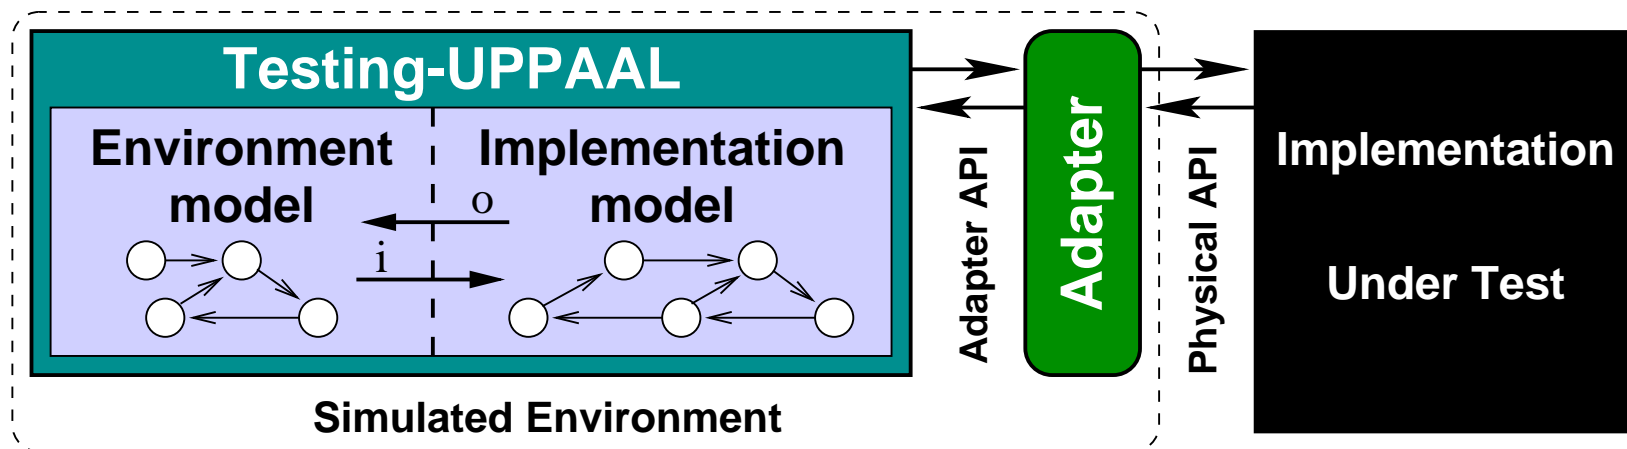 Testing-UPPAAL
Environment
model
Implementation
model
o
i
Adapter API
Adapter
Physical API
Implementation
Under Test
Simulated Environment